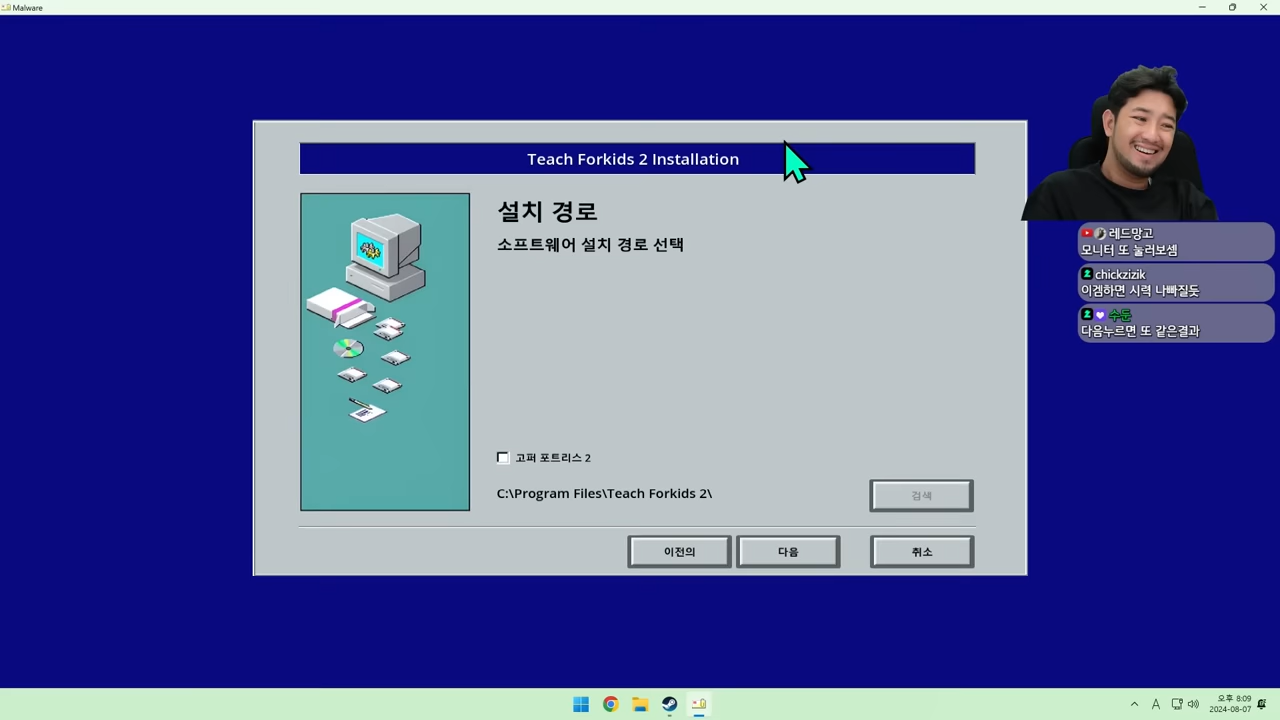 Malware
Teach Forkids 2 Installation
설치 경로
소프트웨어 설치 경로 선택
고퍼 포트리스 2
C:\Program Files\Teach Forkids 2\
검색
이전의
다음
취소
레드망고
모니터 또 눌러보셈
chickzizik
이겜하면 시력 나빠질듯
수둔
다음누르면 또 같은결과
A
오후 8:09
2024-08-07